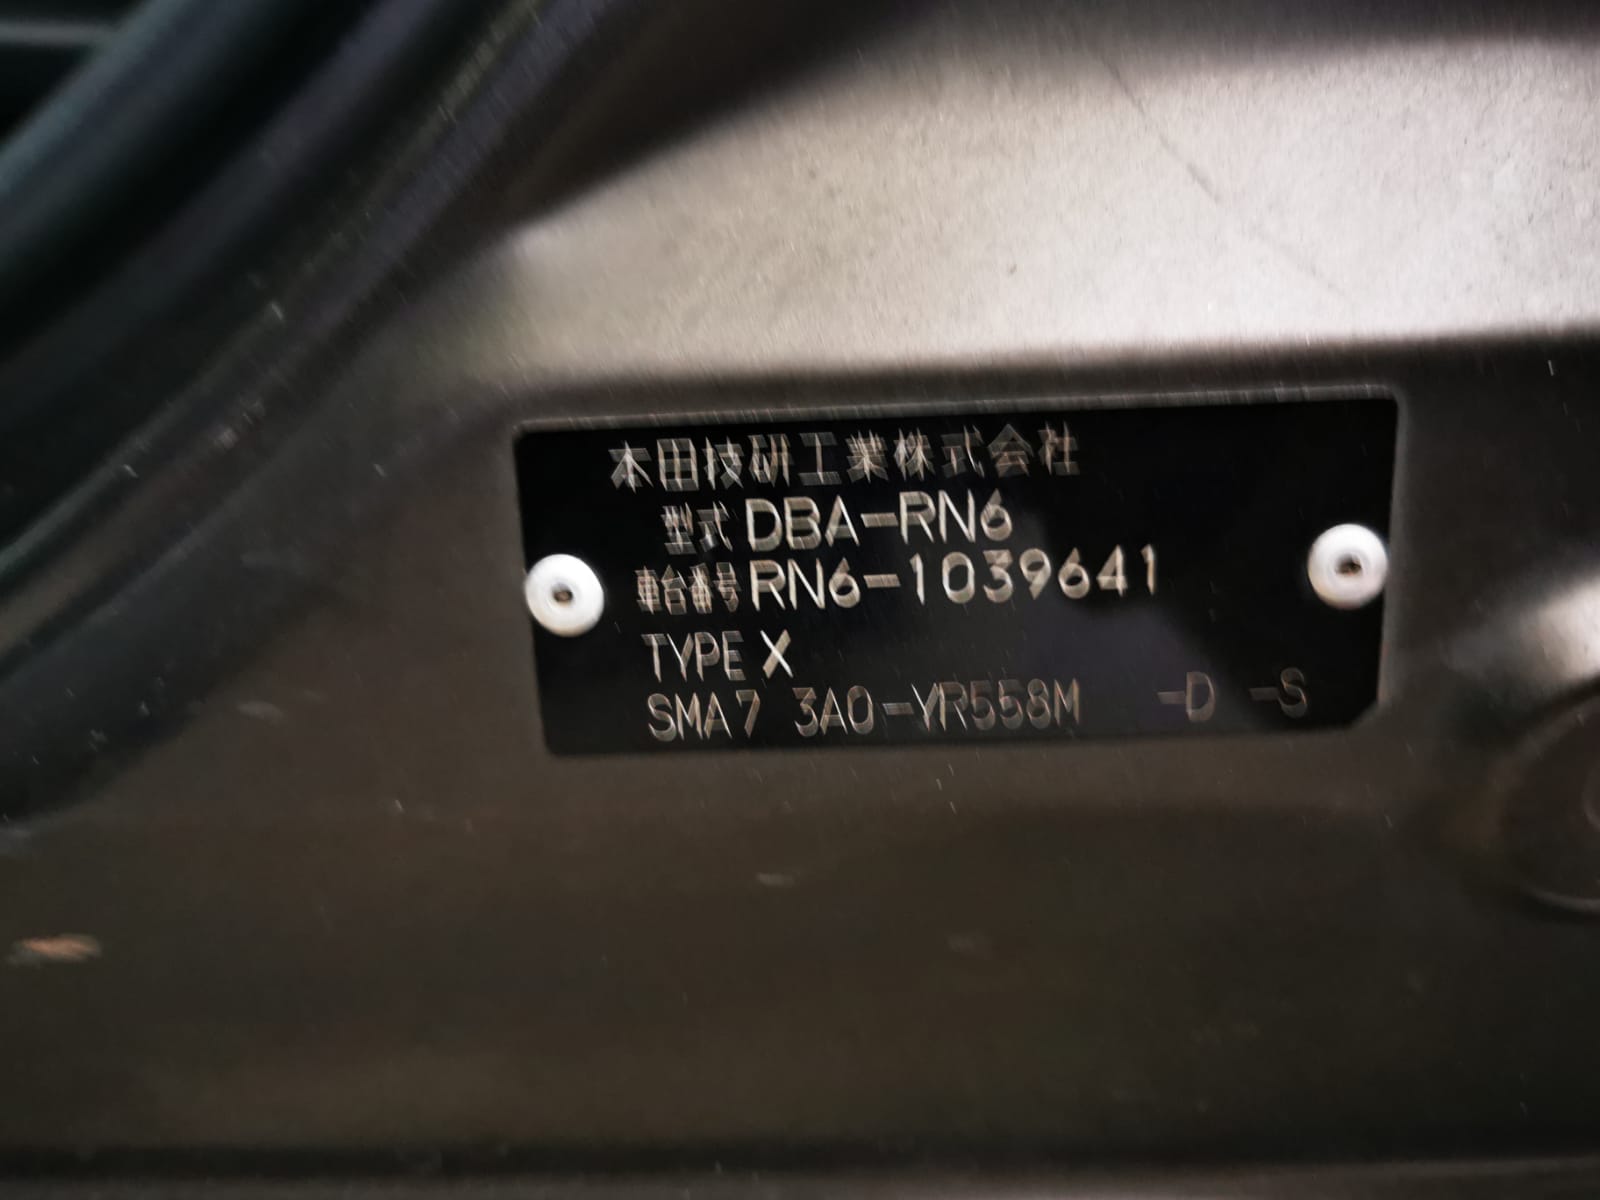 本田技研工業株式会社
型式 DBA-RN6
車台番号 RN6-1039641
TYPE X
SMA7 3A0-YR558M -D -S